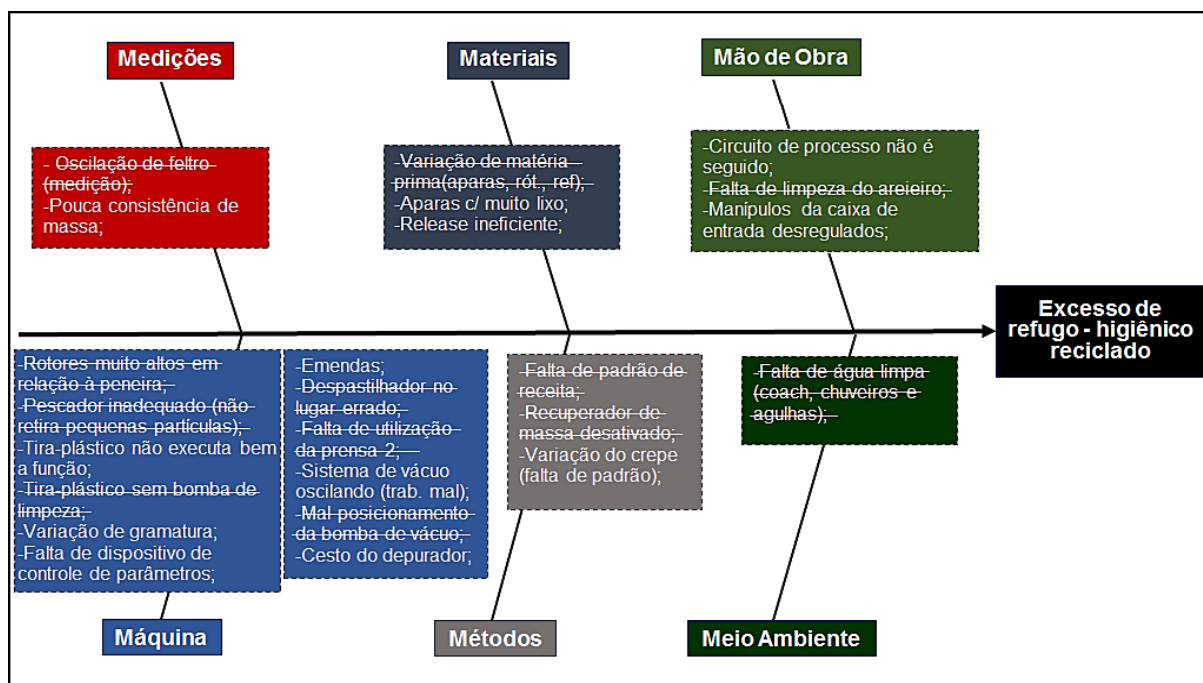 Medições
Materiais
Mão de Obra
- Oscilação de feltro
(medição);
-Pouca consistência de
massa;
-Variação de matéria
prima(aparas, rót., ref);
-Aparas c/ muito lixo;
-Release ineficiente;
-Circuito de processo não é
seguido;
-Falta de limpeza do areieiro;
-Manípulos da caixa de
entrada desregulados;
Excesso de
refugo - higiênico
reciclado
-Rotores muito altos em
relação à peneira;
-Pescador inadequado (não
retira pequenas partículas);
-Tira-plástico não executa bem
a função;
-Tira-plástico sem bomba de
limpeza;
-Variação de gramatura;
-Falta de dispositivo de
controle de parâmetros;
-Emendas;
-Despastilhador no
lugar errado;
-Falta de utilização
da prensa 2;
-Sistema de vácuo
oscilando (trab. mal);
-Mal posicionamento
da bomba de vácuo;
-Cesto do depurador;
-Falta de padrão de
receita;
-Recuperador de
massa desativado;
-Variação do crepe
(falta de padrão);
-Falta de água limpa
(coach, chuveiros e
agulhas);
Máquina
Métodos
Meio Ambiente